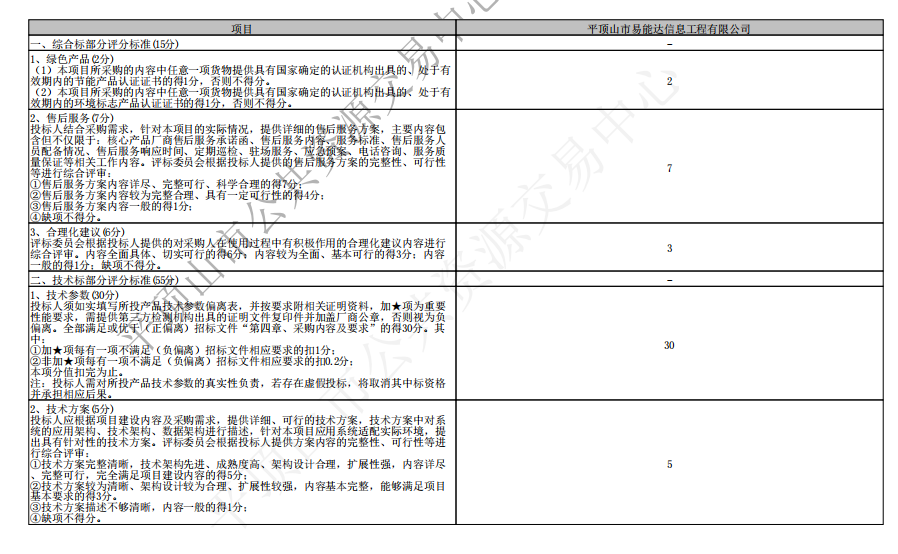 项目 平顶山市易能达信息工程有限公司
一、综合标部分评分标准(15分) -
1、绿色产品(2分)
（1）本项目所采购的内容中任意一项货物提供具有国家确定的认证机构出具的、处于有
效期内的节能产品认证证书的得1分，否则不得分。
（2）本项目所采购的内容中任意一项货物提供具有国家确定的认证机构出具的、处于有
效期内的环境标志产品认证证书的得1分，否则不得分。
2
2、售后服务(7分)
投标人结合采购需求，针对本项目的实际情况，提供详细的售后服务方案，主要内容包
含但不仅限于：核心产品厂商售后服务承诺函、售后服务内容、服务标准、售后服务人
员配备情况、售后服务响应时间、定期巡检、驻场服务、应急预案、电话咨询、服务质
量保证等相关工作内容。评标委员会根据投标人提供的售后服务方案的完整性、可行性
等进行综合评审：
①售后服务方案内容详尽、完整可行、科学合理的得7分；
②售后服务方案内容较为完整合理、具有一定可行性的得4分；
③售后服务方案内容一般的得1分；
④缺项不得分。
7
3、合理化建议(6分)
评标委员会根据投标人提供的对采购人在使用过程中有积极作用的合理化建议内容进行
综合评审。内容全面具体、切实可行的得6分；内容较为全面、基本可行的得3分；内容
一般的得1分；缺项不得分。
3
二、技术标部分评分标准(55分) -
1、技术参数(30分)
投标人须如实填写所投产品技术参数偏离表，并按要求附相关证明资料，加★项为重要
性能要求，需提供第三方检测机构出具的证明文件复印件并加盖厂商公章，否则视为负
偏离。全部满足或优于（正偏离）招标文件“第四章、采购内容及要求”的得30分。其
中：
①加★项每有一项不满足（负偏离）招标文件相应要求的扣1分；
②非加★项每有一项不满足（负偏离）招标文件相应要求的扣0.2分；
本项分值扣完为止。
注：投标人需对所投产品技术参数的真实性负责，若存在虚假投标，将取消其中标资格
并承担相应后果。
30
2、技术方案(5分)
投标人应根据项目建设内容及采购需求，提供详细、可行的技术方案，技术方案中对系
统的应用架构、技术架构、数据架构进行描述，针对本项目应用系统适配实际环境，提
出具有针对性的技术方案。评标委员会根据投标人提供方案内容的完整性、可行性等进
行综合评审：
①技术方案完整清晰，技术架构先进、成熟度高、架构设计合理，扩展性强，内容详尽
、完整可行，完全满足项目建设内容的得5分；
②技术方案较为清晰、架构设计较为合理、扩展性较强，内容基本完整，能够满足项目
基本要求的得3分。
③技术方案描述不够清晰，内容一般的得1分；
④缺项不得分。
5
平顶山市公共资源交易中心
平顶山市公共资源交易中心